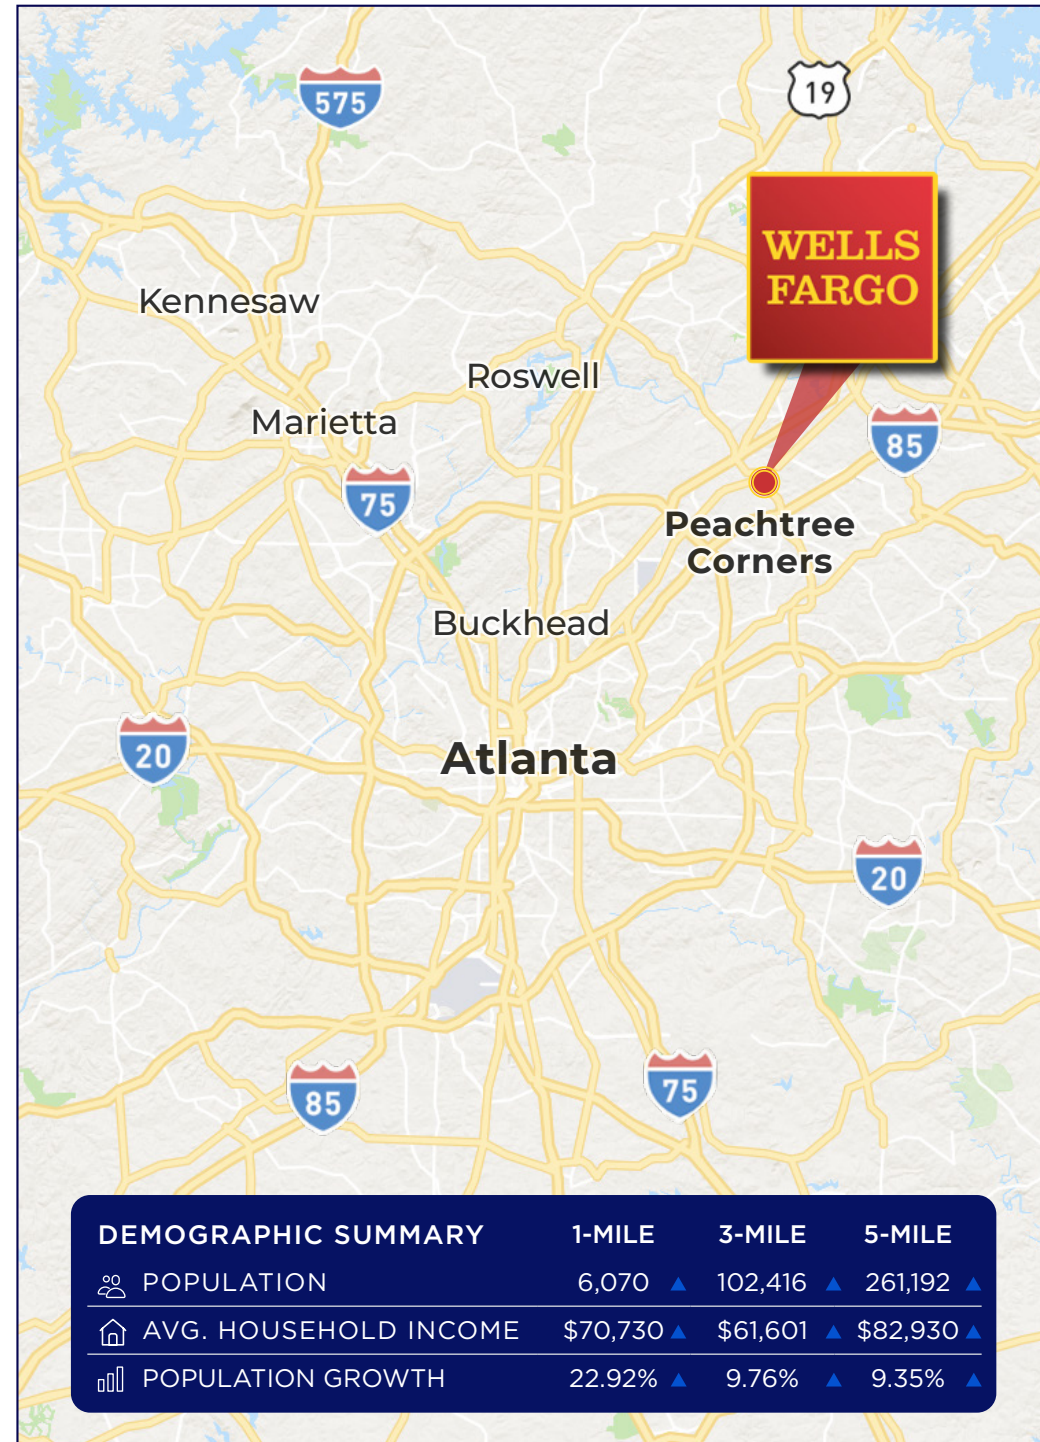 575
19
WELLS
FARGO
Kennesaw
Roswell
Marietta
85
75
Peachtree
Corners
Buckhead
20
Atlanta
20
85
75
DEMOGRAPHIC SUMMARY 1-MILE 3-MILE 5-MILE
POPULATION 6,070 ▲ 102,416 ▲ 261,192 ▲
AVG. HOUSEHOLD INCOME $70,730 ▲ $61,601 ▲ $82,930 ▲
POPULATION GROWTH 22.92% ▲ 9.76% ▲ 9.35% ▲